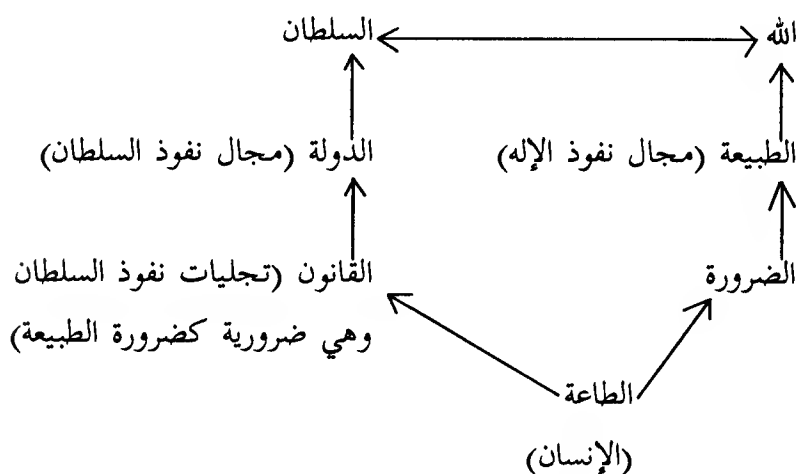 الله السلطان
الطبيعة (مجال نفوذ الإله) الدولة (مجال نفوذ السلطان)
الضرورة القانون (تجليات نفوذ السلطان
وهي ضرورية كضرورة الطبيعة)
الطاعة
(الإنسان)